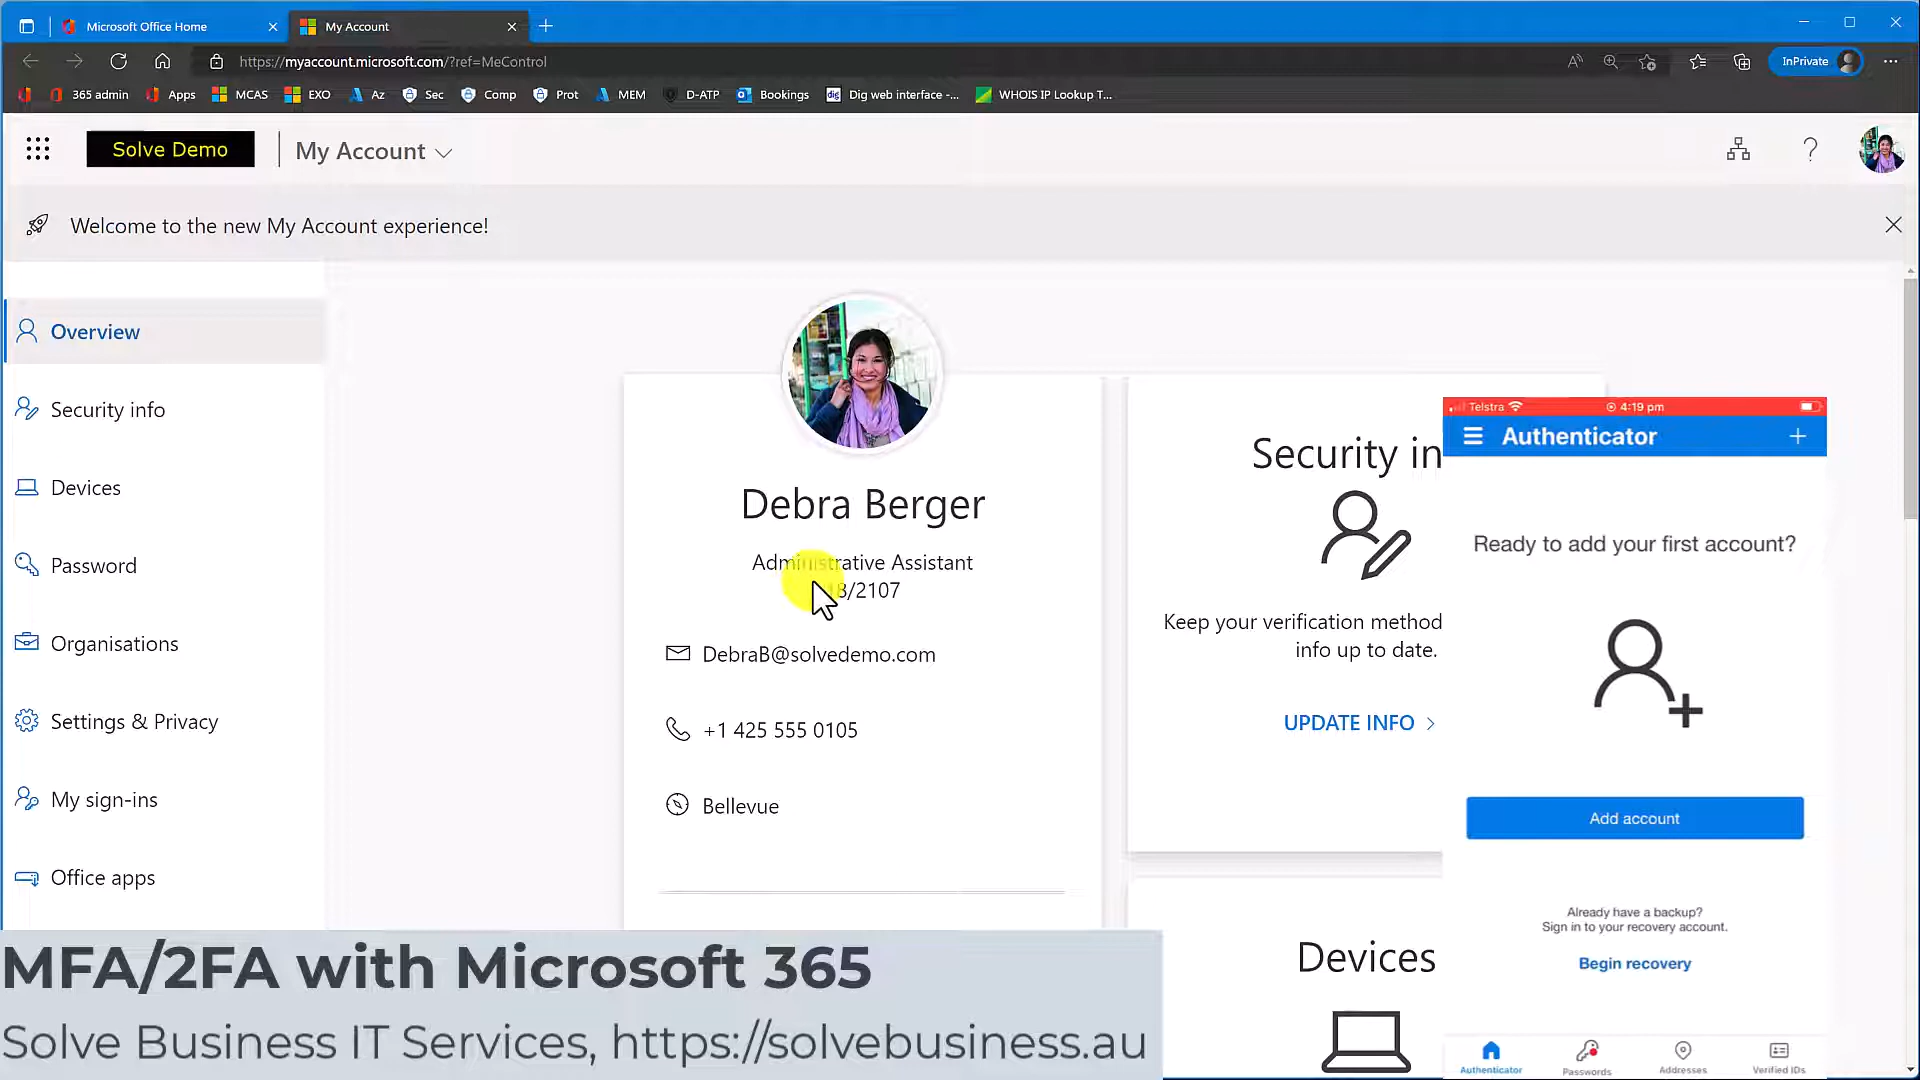 Microsoft Office Home
My Account
https://myaccount.microsoft.com/?ref=MeControl
InPrivate
365 admin
Apps
MCAS
EXO
Az
Sec
Comp
Prot
MEM
D-ATP
Bookings
dig
Dig web interface -...
WHOIS IP Lookup T...
Solve Demo
My Account
?
Welcome to the new My Account experience!
Overview
Security info
Devices
Password
Organisations
Settings & Privacy
My sign-ins
Office apps
Debra Berger
Administrative Assistant
18/2107
DebraB@solvedemo.com
+1 425 555 0105
Bellevue
Security in
Keep your verification method
info up to date.
UPDATE INFO
Devices
Telstra
4:19 pm
Authenticator
Ready to add your first account?
Add account
Already have a backup?
Sign in to your recovery account.
Begin recovery
Authenticator
Passwords
Addresses
Verified IDs
MFA/2FA with Microsoft 365
Solve Business IT Services, https://solvebusiness.au